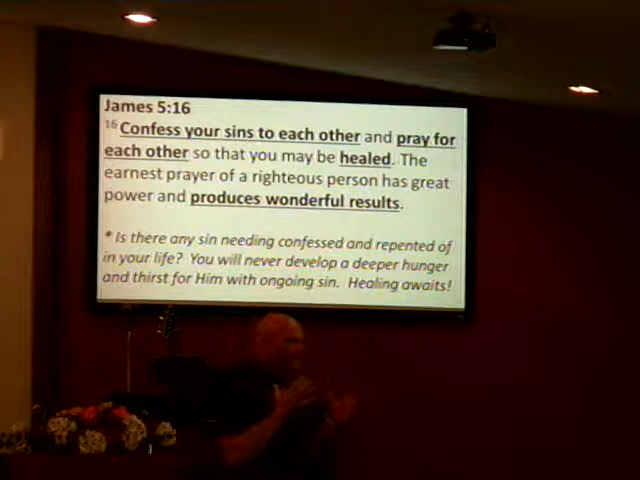 James 5:16
16 Confess your sins to each other and pray for
each other so that you may be healed. The
earnest prayer of a righteous person has great
power and produces wonderful results.
* Is there any sin needing confessed and repented of
in your life? You will never develop a deeper hunger
and thirst for Him with ongoing sin. Healing awaits!